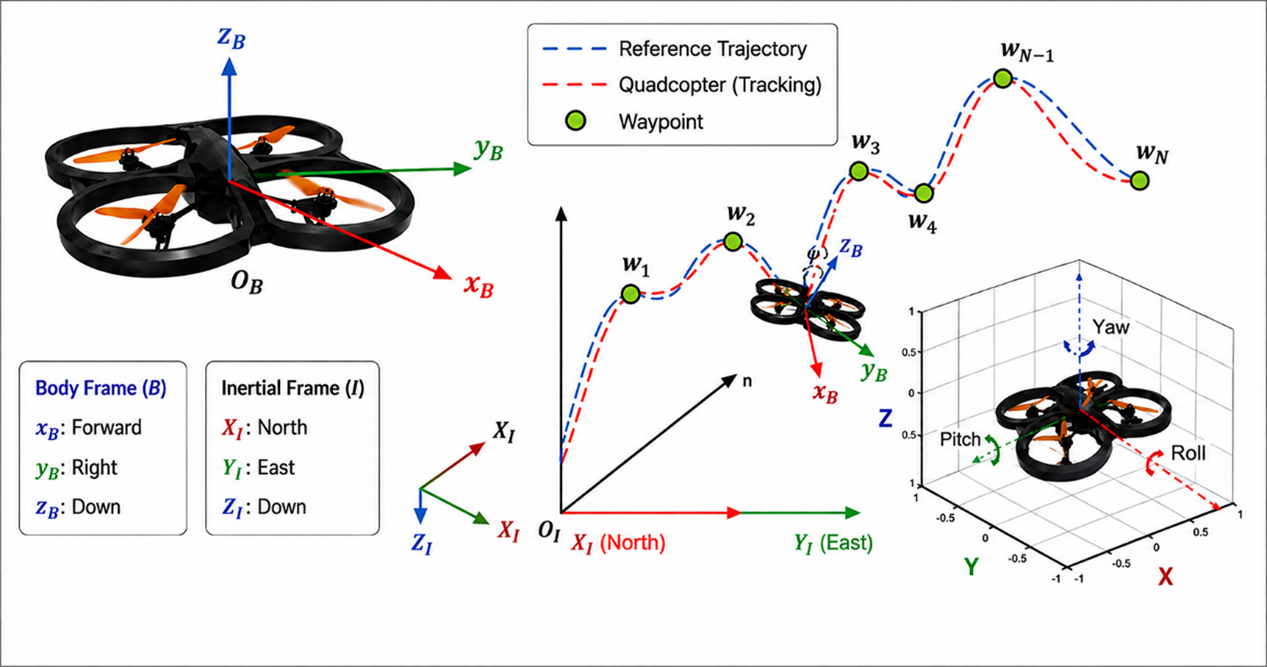 z_B
y_B
x_B
O_B
Reference Trajectory
Quadcopter (Tracking)
Waypoint
w_1
w_2
w_3
w_4
w_{N−1}
w_N
ψ
z_B
y_B
x_B
n
Body Frame (B)
x_B: Forward
y_B: Right
z_B: Down
Inertial Frame (I)
X_I: North
Y_I: East
Z_I: Down
X_I
X_I
Z_I
O_I
X_I (North)
Y_I (East)
Yaw
Pitch
Roll
Z
1
0.5
0
0.5
1
Y
1
-0.5
0
-0.5
-1
X
-1
-0.5
0
0.5
1